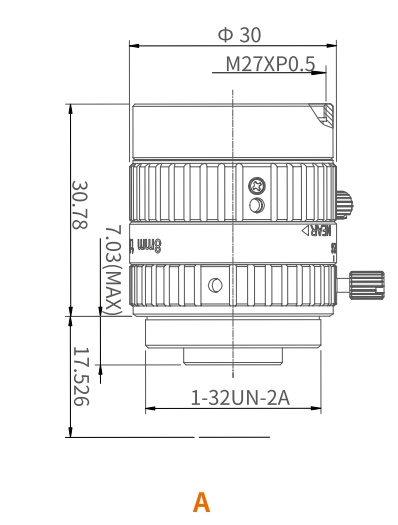 Φ 30
M27XP0.5
30.78
7.03(MAX)
NEAR
8mm
17.526
1-32UN-2A
A